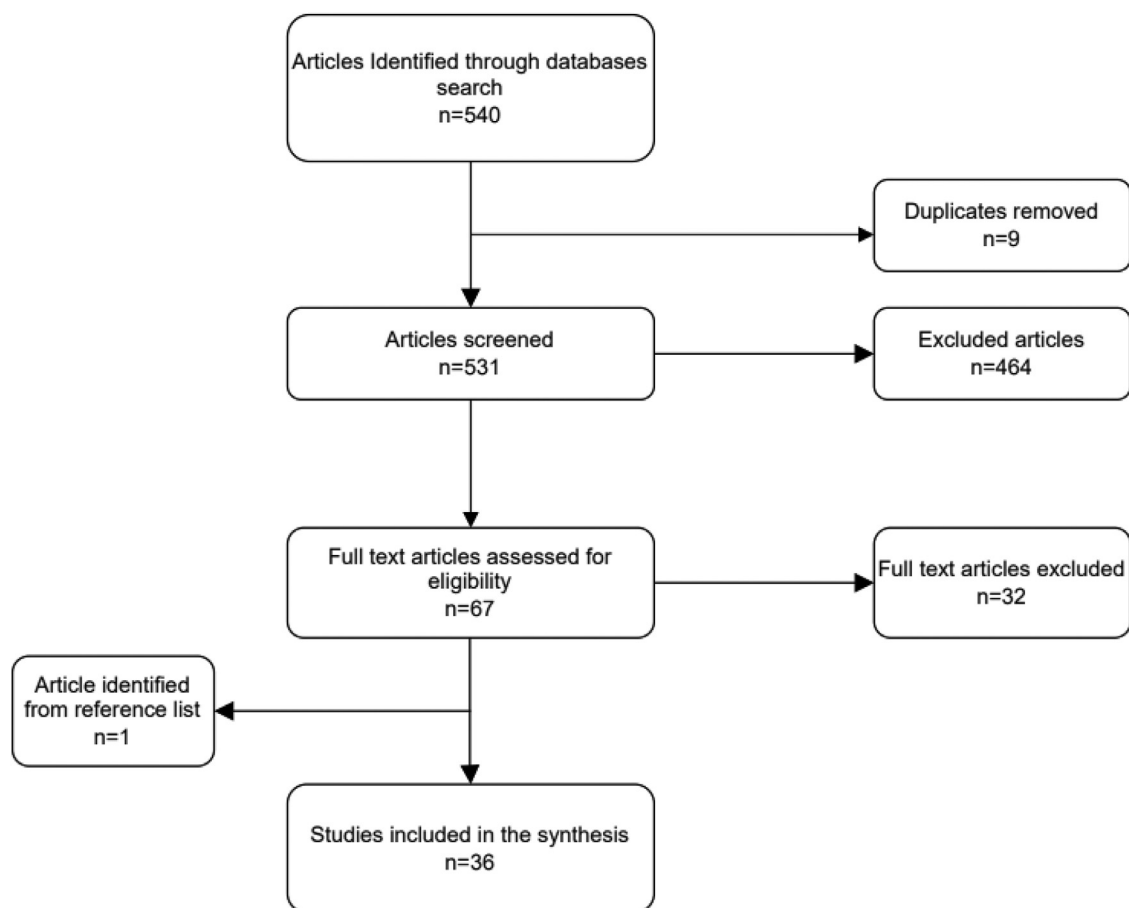 Articles Identified through databases
search
n=540
Duplicates removed
n=9
Articles screened
n=531
Excluded articles
n=464
Full text articles assessed for
eligibility
n=67
Full text articles excluded
n=32
Article identified
from reference list
n=1
Studies included in the synthesis
n=36